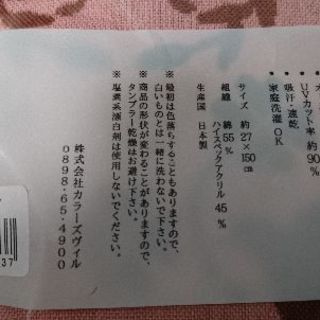 UVカット率 約90%
吸汗・速乾
家庭洗濯 OK
サイズ 約27×150㎝
組繊 綿55%
ハイスペックアクリル 45%
生産国 日本製
※最初は色落ちすることもありますので、
白いものとは一緒に洗わないで下さい。
※商品の形状が変わることがありますので、
タンブラー乾燥はお避け下さい。
※塩素系漂白剤は使用しないでください。
株式会社カラーズヴィル
0898-65-4900
37